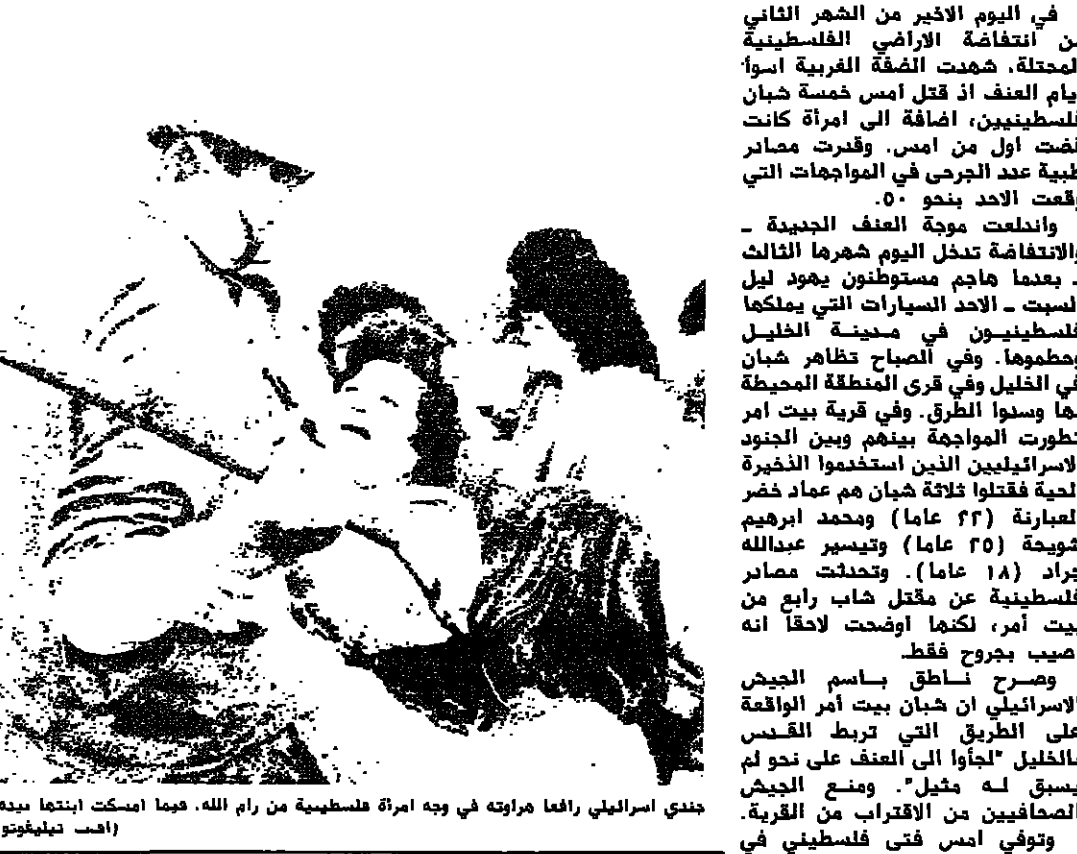 في اليوم الاخير من الشهر الثاني
من انتفاضة الاراضي الفلسطينية
المحتلة، شهدت الضفة الغربية اسوأ
ايام العنف اذ قتل أمس خمسة شبان
فلسطينيين، اضافة الى امرأة كانت
قضت اول من امس. وقدرت مصادر
طبية عدد الجرحى في المواجهات التي
وقعت الاحد بنحو ٥٠.
واندلعت موجة العنف الجديدة ـ
والانتفاضة تدخل اليوم شهرها الثالث
ـ بعدما هاجم مستوطنون يهود ليل
السبت ـ الاحد السيارات التي يملكها
فلسطينيون في مدينة الخليل
وحطموها. وفي الصباح تظاهر شبان
في الخليل وفي قرى المنطقة المحيطة
بها وسدوا الطرق. وفي قرية بيت امر
تطورت المواجهة بينهم وبين الجنود
الاسرائيليين الذين استخدموا الذخيرة
الحية فقتلوا ثلاثة شبان هم عماد خضر
العبارنة (٢٢ عاما) ومحمد ابرهيم
شويحة (٢٥ عاما) وتيسير عبدالله
جراد (١٨ عاما). وتحدثت مصادر
فلسطينية عن مقتل شاب رابع من
بيت أمر، لكنها اوضحت لاحقا انه
اصيب بجروح فقط.
وصرح ناطق باسم الجيش
الاسرائيلي ان شبان بيت أمر الواقعة
على الطريق التي تربط القدس
بالخليل "لجأوا الى العنف على نحو لم
يسبق له مثيل". ومنع الجيش
الصحافيين من الاقتراب من القرية.
وتوفي امس فتى فلسطيني في
جندي اسرائيلي رافعا هراوته في وجه امرأة فلسطينية من رام الله، فيما امسكت ابنتها بيده
(أ ف ب تيليفوتو